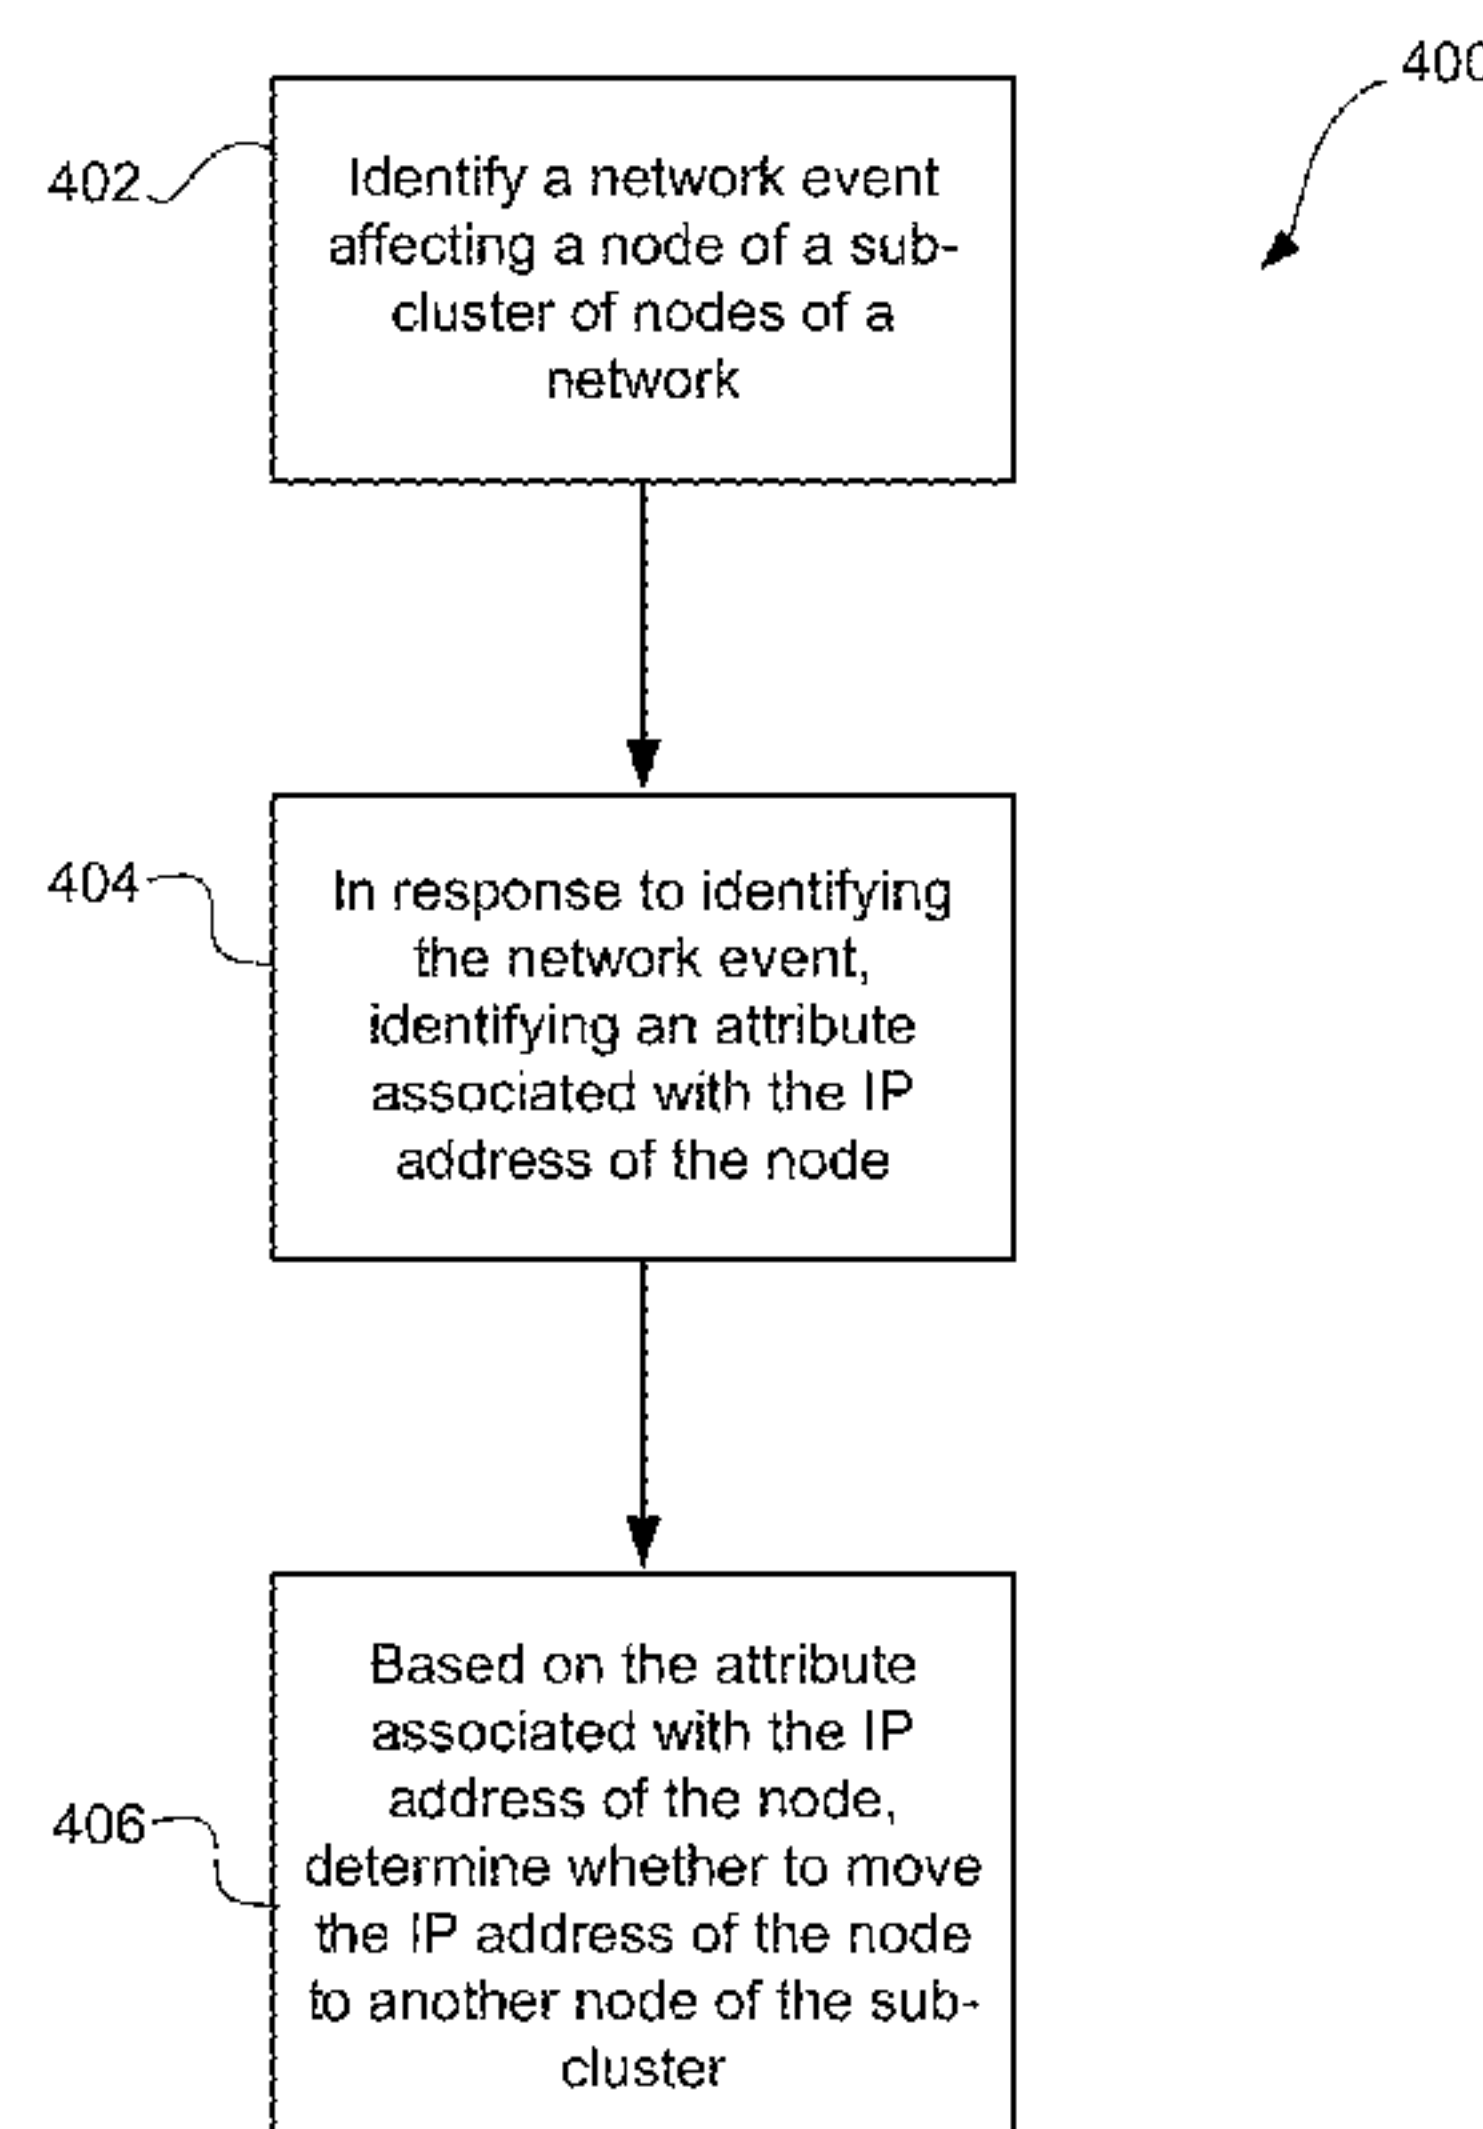 400
402
Identify a network event
affecting a node of a sub-
cluster of nodes of a
network
404
In response to identifying
the network event,
identifying an attribute
associated with the IP
address of the node
406
Based on the attribute
associated with the IP
address of the node,
determine whether to move
the IP address of the node
to another node of the sub-
cluster